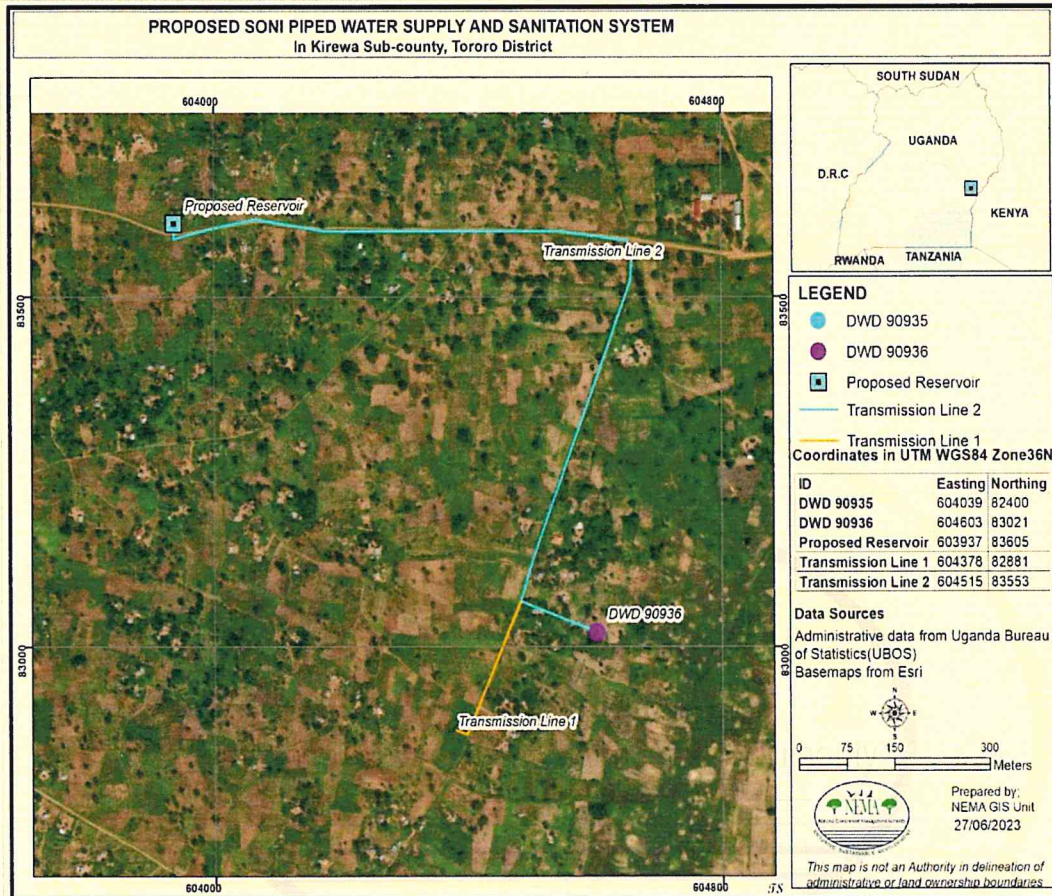 PROPOSED SONI PIPED WATER SUPPLY AND SANITATION SYSTEM
In Kirewa Sub-county, Tororo District
604000
604800
83500
83500
83000
83000
604000
604800
Proposed Reservoir
Transmission Line 2
DWD 90936
Transmission Line 1
SOUTH SUDAN
UGANDA
D.R.C
KENYA
RWANDA
TANZANIA
LEGEND
DWD 90935
DWD 90936
Proposed Reservoir
Transmission Line 2
Transmission Line 1
Coordinates in UTM WGS84 Zone36N
ID Easting Northing
DWD 90935 604039 82400
DWD 90936 604603 83021
Proposed Reservoir 603937 83605
Transmission Line 1 604378 82881
Transmission Line 2 604515 83553
Data Sources
Administrative data from Uganda Bureau
of Statistics(UBOS)
Basemaps from Esri
N
W E
S
0 75 150 300
Meters
NEMA
Prepared by;
NEMA GIS Unit
27/06/2023
This map is not an Authority in delineation of
administrative or land ownership boundaries